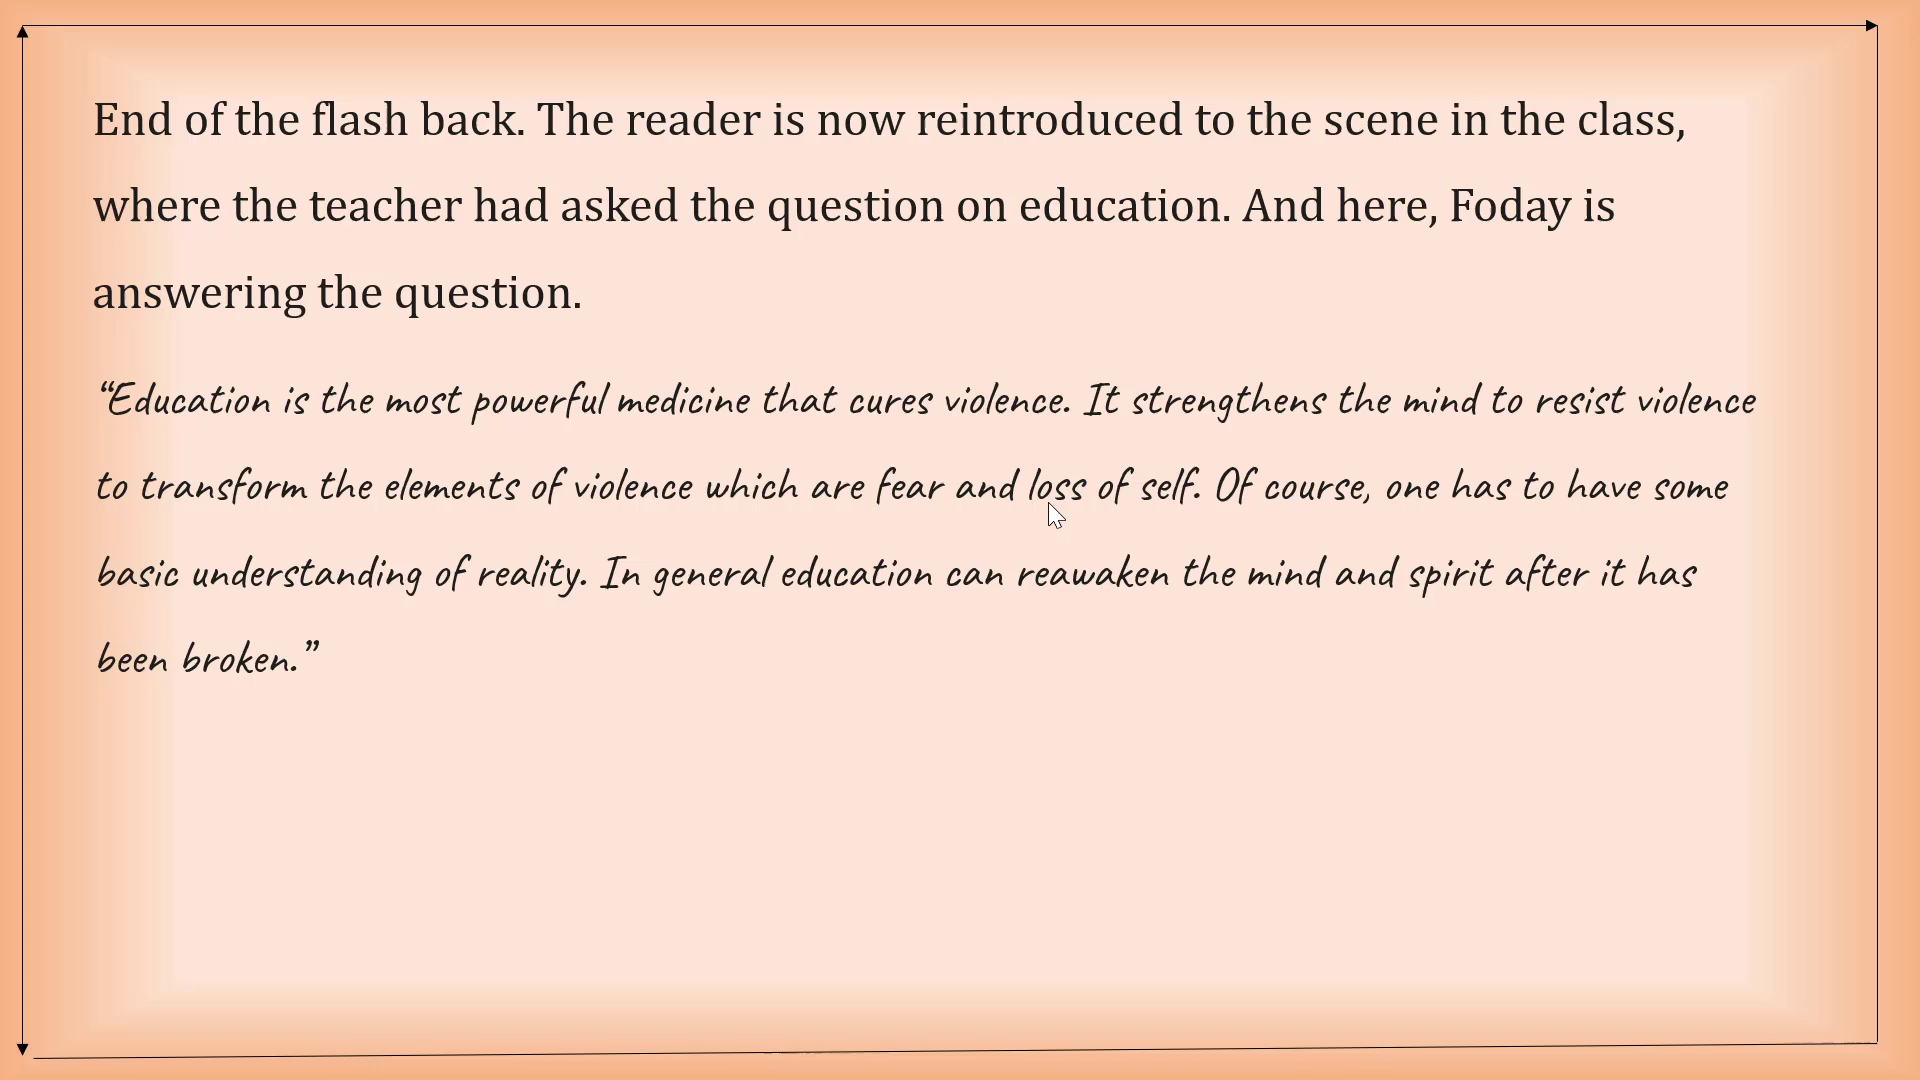 End of the flash back. The reader is now reintroduced to the scene in the class,
where the teacher had asked the question on education. And here, Foday is
answering the question.
“Education is the most powerful medicine that cures violence. It strengthens the mind to resist violence
to transform the elements of violence which are fear and loss of self. Of course, one has to have some
basic understanding of reality. In general education can reawaken the mind and spirit after it has
been broken.”